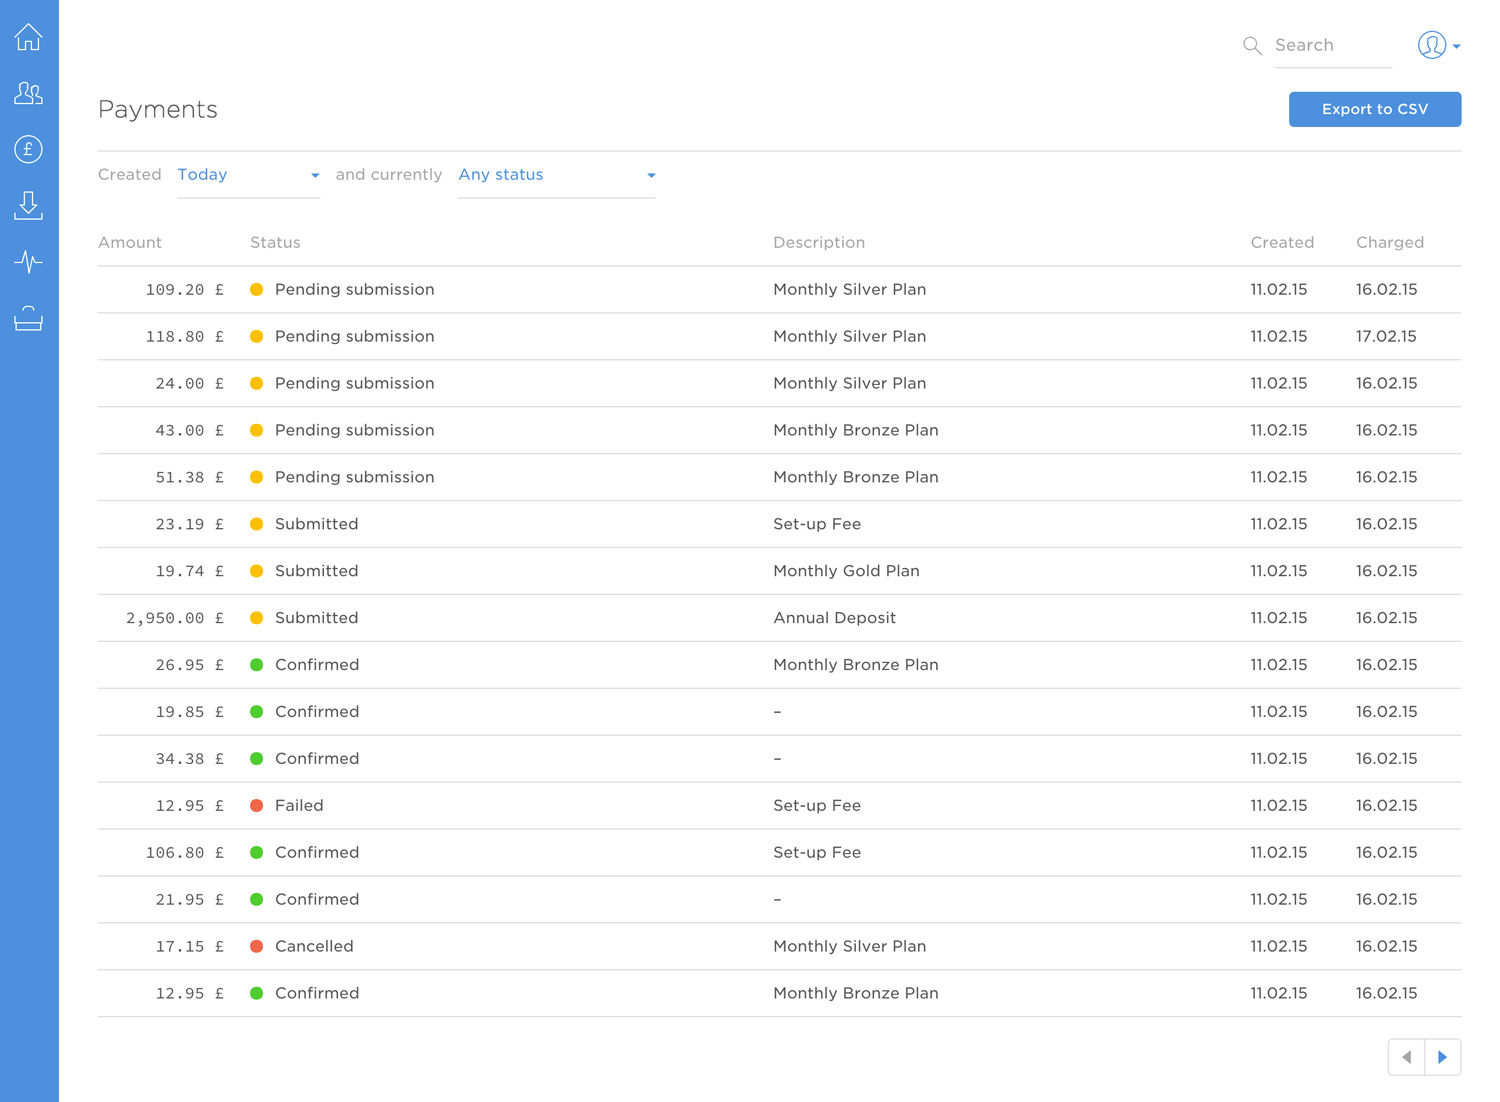 £
Search
Payments
Export to CSV
Created Today and currently Any status
Amount Status Description Created Charged
109.20 £ Pending submission Monthly Silver Plan 11.02.15 16.02.15
118.80 £ Pending submission Monthly Silver Plan 11.02.15 17.02.15
24.00 £ Pending submission Monthly Silver Plan 11.02.15 16.02.15
43.00 £ Pending submission Monthly Bronze Plan 11.02.15 16.02.15
51.38 £ Pending submission Monthly Bronze Plan 11.02.15 16.02.15
23.19 £ Submitted Set-up Fee 11.02.15 16.02.15
19.74 £ Submitted Monthly Gold Plan 11.02.15 16.02.15
2,950.00 £ Submitted Annual Deposit 11.02.15 16.02.15
26.95 £ Confirmed Monthly Bronze Plan 11.02.15 16.02.15
19.85 £ Confirmed – 11.02.15 16.02.15
34.38 £ Confirmed – 11.02.15 16.02.15
12.95 £ Failed Set-up Fee 11.02.15 16.02.15
106.80 £ Confirmed Set-up Fee 11.02.15 16.02.15
21.95 £ Confirmed – 11.02.15 16.02.15
17.15 £ Cancelled Monthly Silver Plan 11.02.15 16.02.15
12.95 £ Confirmed Monthly Bronze Plan 11.02.15 16.02.15